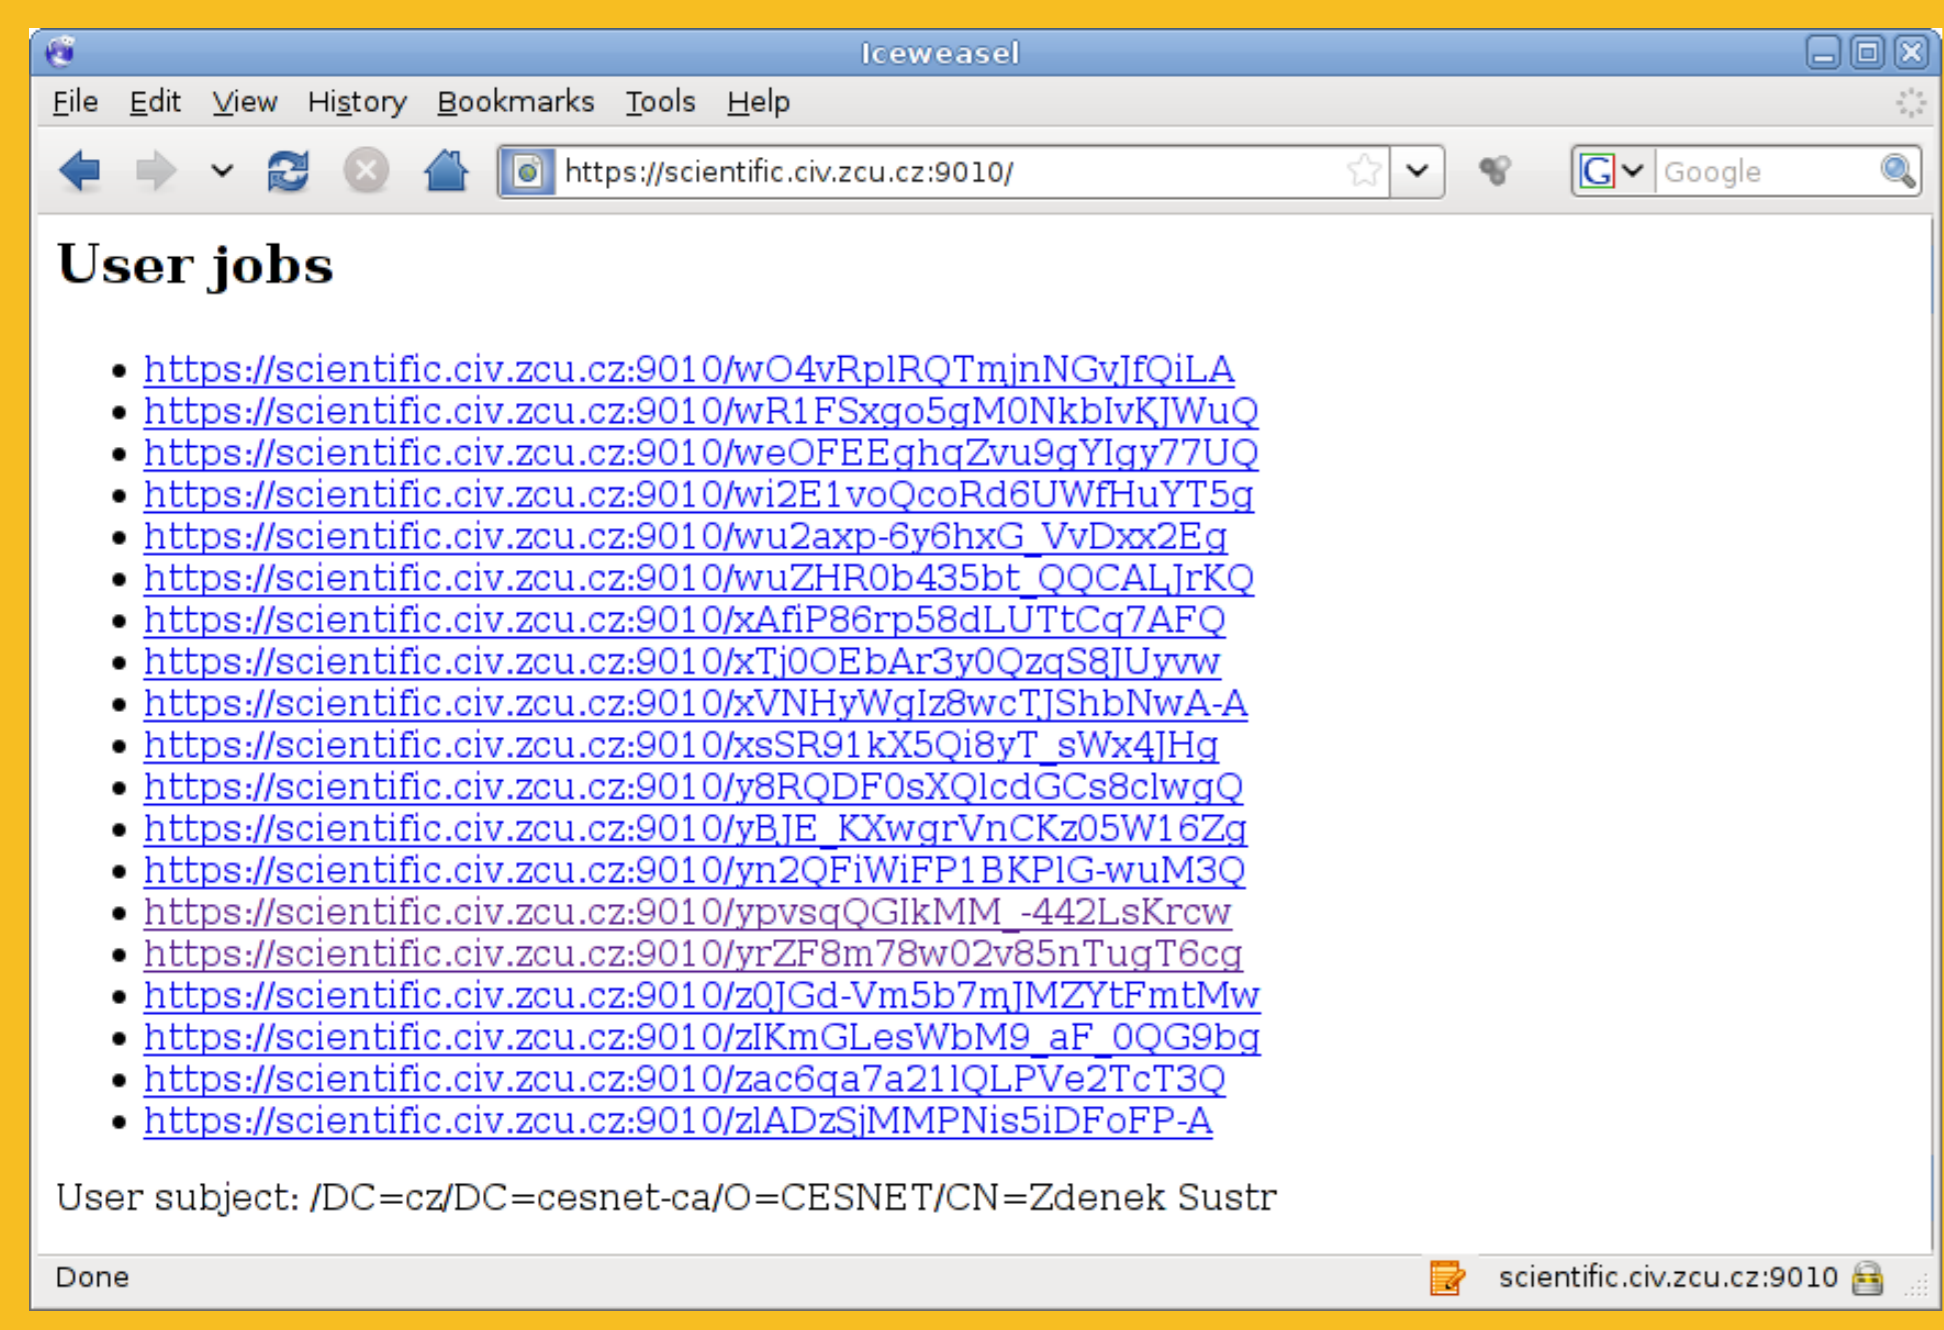 Iceweasel
File Edit View History Bookmarks Tools Help
https://scientific.civ.zcu.cz:9010/ G Google
User jobs
https://scientific.civ.zcu.cz:9010/wO4vRplRQTmjnNGvJfQiLA
https://scientific.civ.zcu.cz:9010/wR1FSxgo5gM0NkbIvKJWuQ
https://scientific.civ.zcu.cz:9010/weOFEEghqZvu9gYIgy77UQ
https://scientific.civ.zcu.cz:9010/wi2E1voQcoRd6UWfHuYT5g
https://scientific.civ.zcu.cz:9010/wu2axp-6y6hxG_VvDxx2Eg
https://scientific.civ.zcu.cz:9010/wuZHR0b435bt_QQCALJrKQ
https://scientific.civ.zcu.cz:9010/xAfiP86rp58dLUTtCq7AFQ
https://scientific.civ.zcu.cz:9010/xTj0OEbAr3y0QzqS8JUyvw
https://scientific.civ.zcu.cz:9010/xVNHyWgIz8wcTJShbNwA-A
https://scientific.civ.zcu.cz:9010/xsSR91kX5Qi8yT_sWx4JHg
https://scientific.civ.zcu.cz:9010/y8RQDF0sXQlcdGCs8clwgQ
https://scientific.civ.zcu.cz:9010/yBJE_KXwgrVnCKz05W16Zg
https://scientific.civ.zcu.cz:9010/yn2QFiWiFP1BKPlG-wuM3Q
https://scientific.civ.zcu.cz:9010/ypvsqQGIkMM_-442LsKrcw
https://scientific.civ.zcu.cz:9010/yrZF8m78w02v85nTugT6cg
https://scientific.civ.zcu.cz:9010/z0JGd-Vm5b7mJMZYtFmtMw
https://scientific.civ.zcu.cz:9010/zIKmGLesWbM9_aF_0QG9bg
https://scientific.civ.zcu.cz:9010/zac6qa7a21lQLPVe2TcT3Q
https://scientific.civ.zcu.cz:9010/zlADzSjMMPNis5iDFoFP-A
User subject: /DC=cz/DC=cesnet-ca/O=CESNET/CN=Zdenek Sustr
Done scientific.civ.zcu.cz:9010